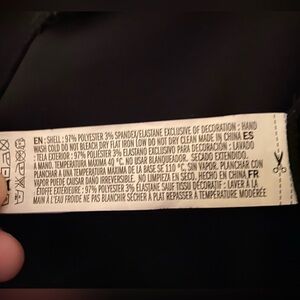 EN : SHELL : 97% POLYESTER 3% SPANDEX/ELASTANE EXCLUSIVE OF DECORATION : HAND
WASH COLD DO NOT BLEACH DRY FLAT IRON LOW DO NOT DRY CLEAN MADE IN CHINA ES
: TELA EXTERIOR : 97% POLIÉSTER 3% ELASTANO EXCLUSIVO PARA DECORACIÓN : LAVADO
A MANO. TEMPERATURA MÁXIMA 40 °C. NO USAR BLANQUEADOR. SECADO EXTENDIDO.
PLANCHAR A UNA TEMPERATURA MÁXIMA DE LA BASE SE 110 °C, SIN VAPOR. PLANCHAR CON
VAPOR PUEDE CAUSAR DAÑO IRREVERSIBLE. NO LIMPIEZA EN SECO. HECHO EN CHINA FR
: ÉTOFFE EXTÉRIEURE : 97% POLYESTER 3% ÉLASTANE SAUF TISSU DÉCORATIF : LAVER À LA
MAIN À L'EAU FROIDE NE PAS BLANCHIR SÉCHER À PLAT REPASSER À TEMPÉRATURE MODÉRÉE